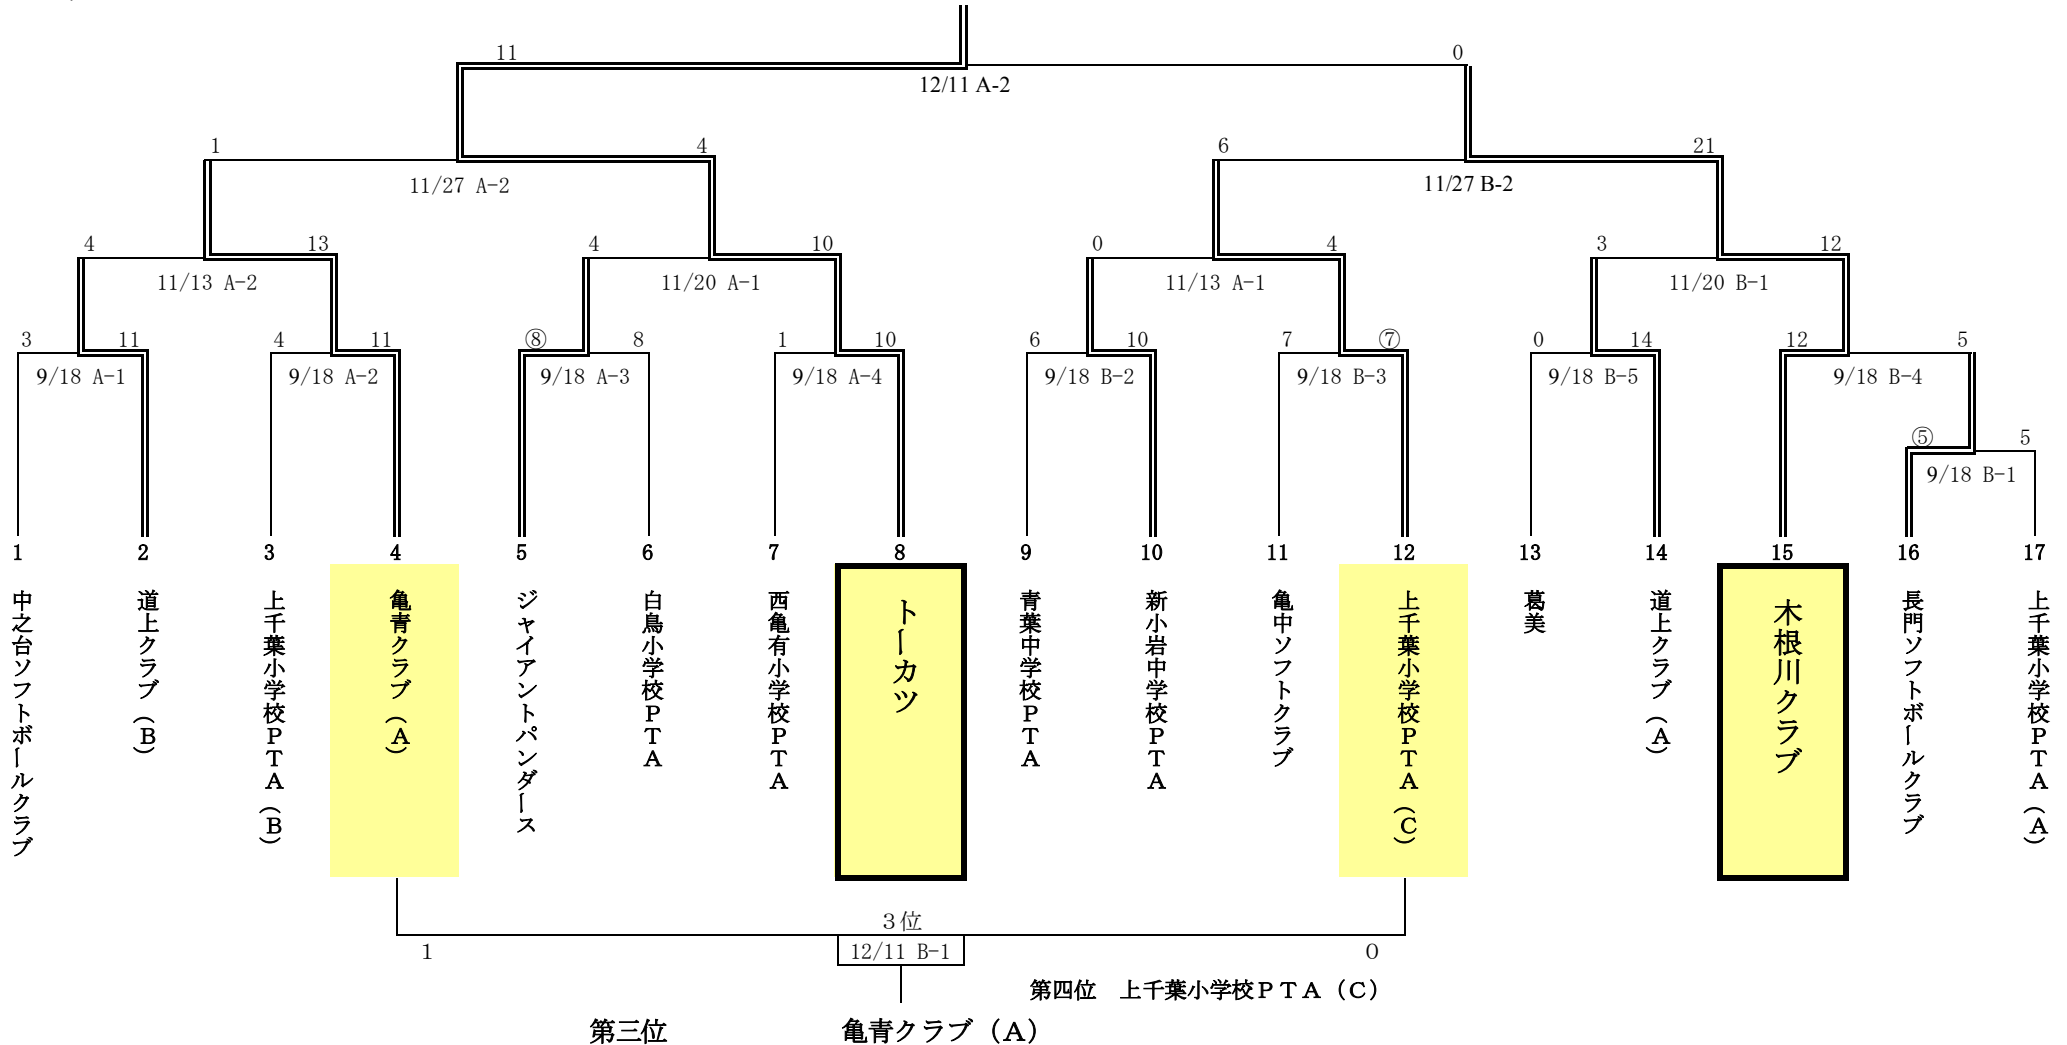 11 0
12/11 A-2
1 4 6 21
11/27 A-2 11/27 B-2
4 13 4 10 0 4 3 12
11/13 A-2 11/20 A-1 11/13 A-1 11/20 B-1
3 11 4 11 ⑧ 8 1 10 6 10 7 ⑦ 0 14 12 5
9/18 A-1 9/18 A-2 9/18 A-3 9/18 A-4 9/18 B-2 9/18 B-3 9/18 B-5 9/18 B-4
⑤ 5
9/18 B-1
1 2 3 4 5 6 7 8 9 10 11 12 13 14 15 16 17
中之台ソフトボールクラブ
道上クラブ（B）
上千葉小学校PTA（B）
亀青クラブ（A）
ジャイアントパンダース
白鳥小学校PTA
西亀有小学校PTA
トーカツ
青葉中学校PTA
新小岩中学校PTA
亀中ソフトクラブ
上千葉小学校PTA（C）
葛美
道上クラブ（A）
木根川クラブ
長門ソフトボールクラブ
上千葉小学校PTA（A）
３位
1 12/11 B-1 0
第四位　上千葉小学校ＰＴＡ（Ｃ）
第三位　亀青クラブ（A）